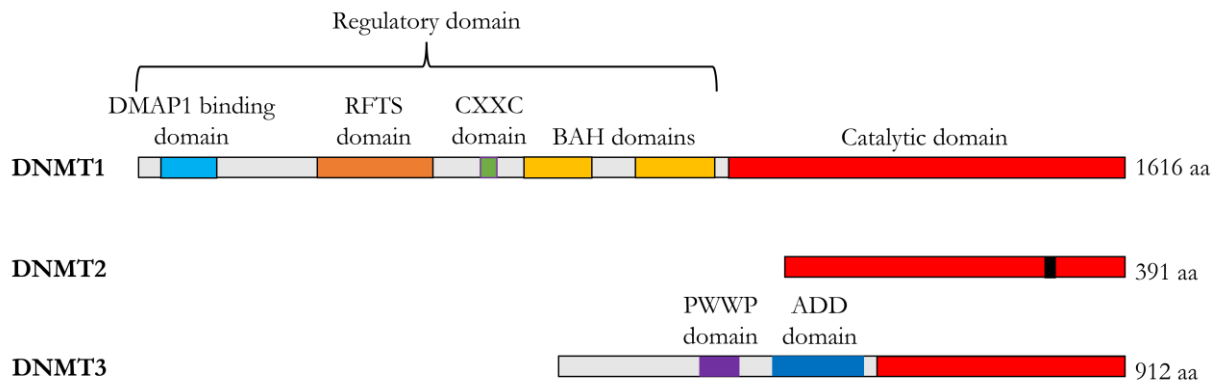 Regulatory domain
DMAP1 binding domain
RFTS domain
CXXC domain
BAH domains
Catalytic domain
DNMT1
1616 aa
DNMT2
391 aa
PWWP domain
ADD domain
DNMT3
912 aa